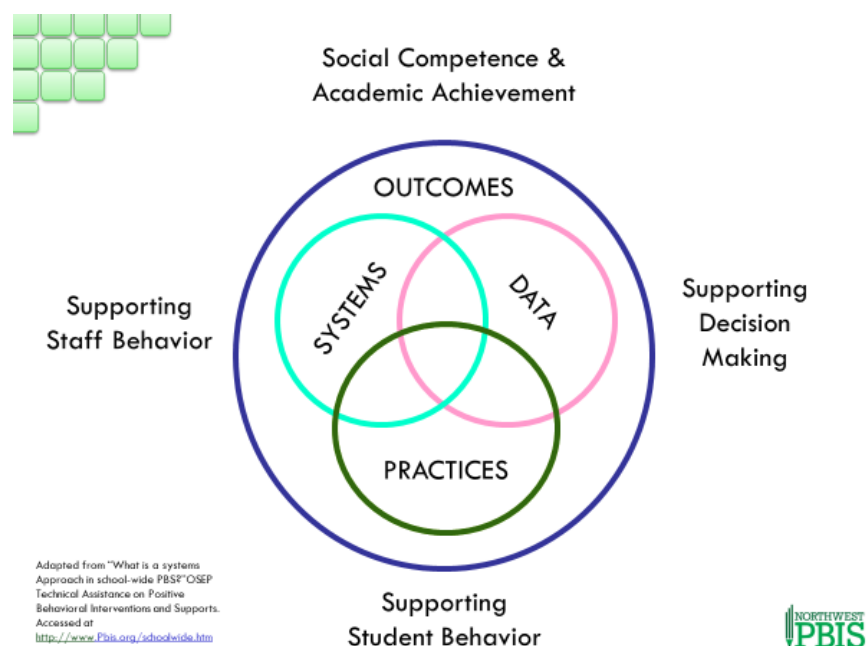 Social Competence &
Academic Achievement
OUTCOMES
SYSTEMS
DATA
Supporting
Staff Behavior
Supporting
Decision
Making
PRACTICES
Adapted from "What is a systems
Approach in school-wide PBS?"OSEP
Technical Assistance on Positive
Behavioral Interventions and Supports.
Accessed at
http://www.Pbis.org/schoolwide.htm
Supporting
Student Behavior
NORTHWEST
PBIS